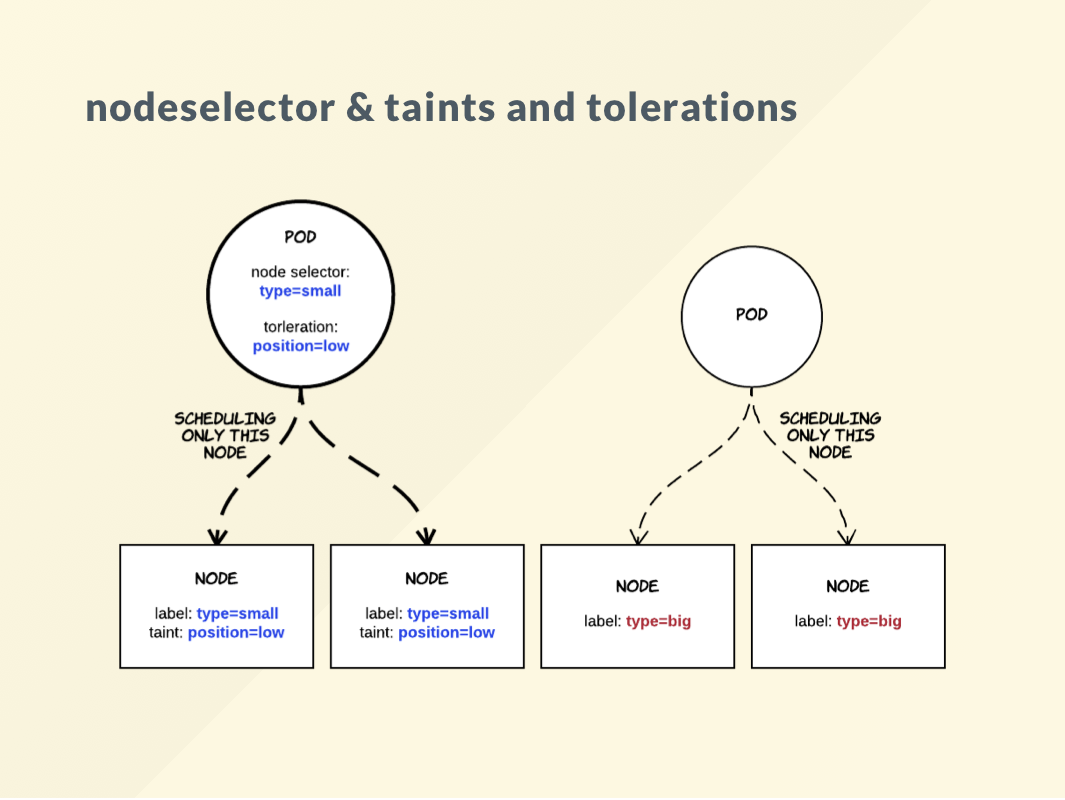 nodeselector & taints and tolerations
POD
node selector:
type=small
torleration:
position=low
POD
SCHEDULING
ONLY THIS
NODE
SCHEDULING
ONLY THIS
NODE
NODE
label: type=small
taint: position=low
NODE
label: type=small
taint: position=low
NODE
label: type=big
NODE
label: type=big